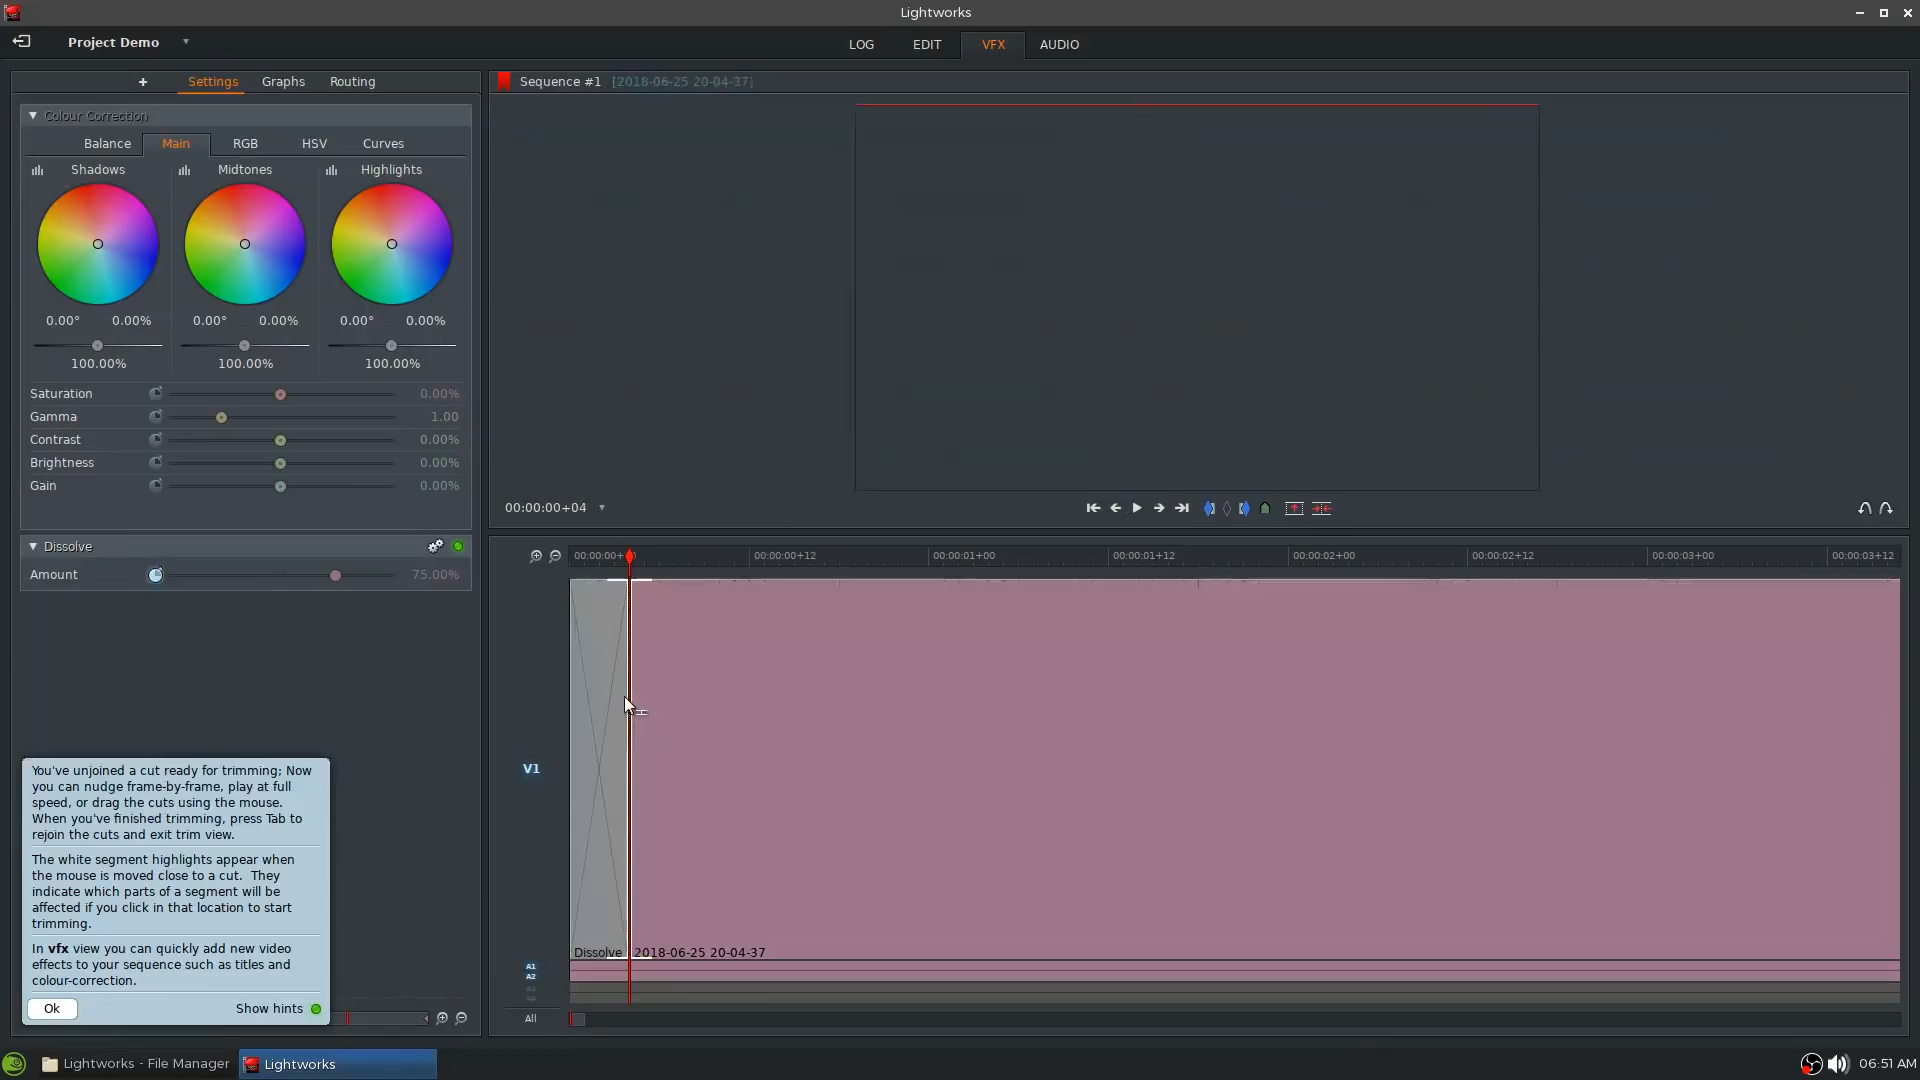 Lightworks
Project Demo
LOG EDIT VFX AUDIO
+ Settings Graphs Routing
Sequence #1 [2018-06-25 20-04-37]
Colour Correction
Balance Main RGB HSV Curves
Shadows Midtones Highlights
0.00° 0.00% 0.00° 0.00% 0.00° 0.00%
100.00% 100.00% 100.00%
Saturation 0.00%
Gamma 1.00
Contrast 0.00%
Brightness 0.00%
Gain 0.00%
00:00:00+04
Dissolve
Amount 75.00%
00:00:00+ 00:00:00+12 00:00:01+00 00:00:01+12 00:00:02+00 00:00:02+12 00:00:03+00 00:00:03+12
V1
Dissolve 2018-06-25 20-04-37
A1
A2
All
You've unjoined a cut ready for trimming; Now
you can nudge frame-by-frame, play at full
speed, or drag the cuts using the mouse.
When you've finished trimming, press Tab to
rejoin the cuts and exit trim view.
The white segment highlights appear when
the mouse is moved close to a cut. They
indicate which parts of a segment will be
affected if you click in that location to start
trimming.
In vfx view you can quickly add new video
effects to your sequence such as titles and
colour-correction.
Ok Show hints
Lightworks - File Manager Lightworks 06:51 AM